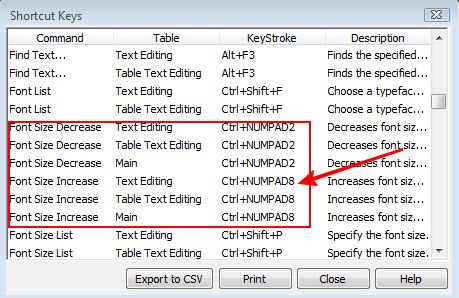 Shortcut Keys
Command Table KeyStroke Description
Find Text... Text Editing Alt+F3 Finds the specified...
Find Text... Table Text Editing Alt+F3 Finds the specified...
Font List Text Editing Ctrl+Shift+F Choose a typefac...
Font List Table Text Editing Ctrl+Shift+F Choose a typefac...
Font Size Decrease Text Editing Ctrl+NUMPAD2 Decreases font siz...
Font Size Decrease Table Text Editing Ctrl+NUMPAD2 Decreases font siz...
Font Size Decrease Main Ctrl+NUMPAD2 Decreases font siz...
Font Size Increase Text Editing Ctrl+NUMPAD8 Increases font siz...
Font Size Increase Table Text Editing Ctrl+NUMPAD8 Increases font siz...
Font Size Increase Main Ctrl+NUMPAD8 Increases font siz...
Font Size List Text Editing Ctrl+Shift+P Specify the font size.
Font Size List Table Text Editing Ctrl+Shift+P Specify the font size.
Export to CSV Print Close Help